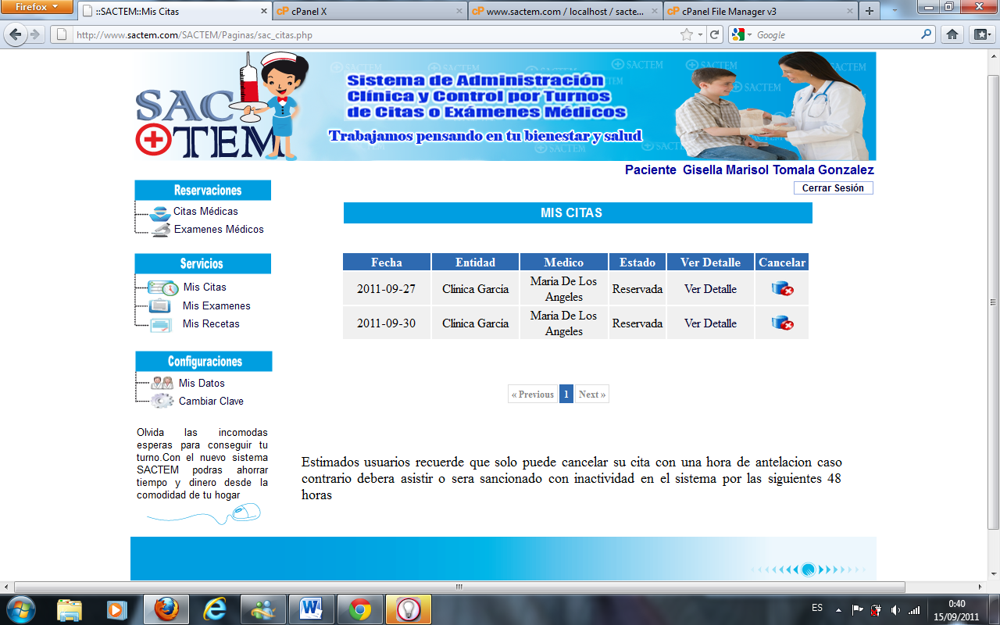 Firefox
::SACTEM::Mis Citas
cPanel X
www.sactem.com / localhost / sacte...
cPanel File Manager v3
http://www.sactem.com/SACTEM/Paginas/sac_citas.php
Google
SACTEM
Sistema de Administración
Clínica y Control por Turnos
de Citas o Exámenes Médicos
Trabajamos pensando en tu bienestar y salud
SACTEM
SACTEM
SACTEM
SACTEM
SACTEM
Paciente Gisella Marisol Tomala Gonzalez
Cerrar Sesión
Reservaciones
Citas Médicas
Examenes Médicos
Servicios
Mis Citas
Mis Examenes
Mis Recetas
Configuraciones
Mis Datos
Cambiar Clave
Olvida las incomodas
esperas para conseguir tu
turno.Con el nuevo sistema
SACTEM podras ahorrar
tiempo y dinero desde la
comodidad de tu hogar
MIS CITAS
Fecha Entidad Medico Estado Ver Detalle Cancelar
2011-09-27 Clínica García Maria De Los Angeles Reservada Ver Detalle
2011-09-30 Clínica García Maria De Los Angeles Reservada Ver Detalle
« Previous 1 Next »
Estimados usuarios recuerde que solo puede cancelar su cita con una hora de antelacion caso
contrario debera asistir o sera sancionado con inactividad en el sistema por las siguientes 48
horas
ES
0:40
15/09/2011